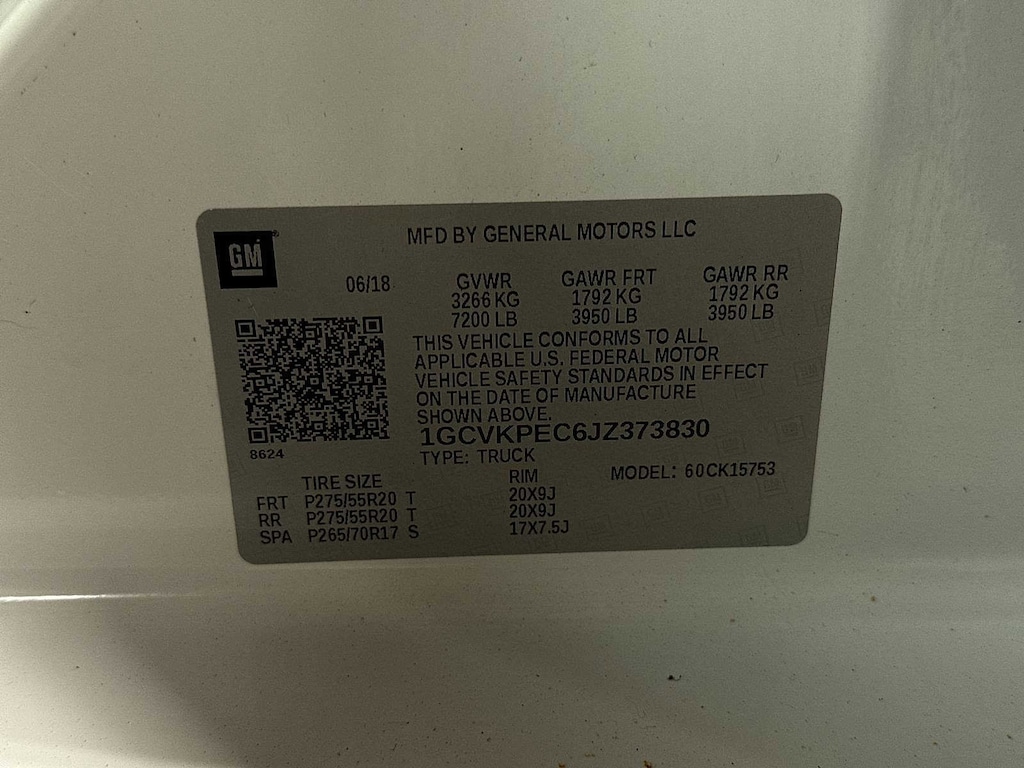 GM
MFD BY GENERAL MOTORS LLC
06/18 GVWR GAWR FRT GAWR RR
3266 KG 1792 KG 1792 KG
7200 LB 3950 LB 3950 LB
THIS VEHICLE CONFORMS TO ALL
APPLICABLE U.S. FEDERAL MOTOR
VEHICLE SAFETY STANDARDS IN EFFECT
ON THE DATE OF MANUFACTURE
SHOWN ABOVE.
1GCVKPEC6JZ373830
8624
TYPE: TRUCK
TIRE SIZE RIM MODEL: 60CK15753
FRT P275/55R20 T 20X9J
RR P275/55R20 T 20X9J
SPA P265/70R17 S 17X7.5J